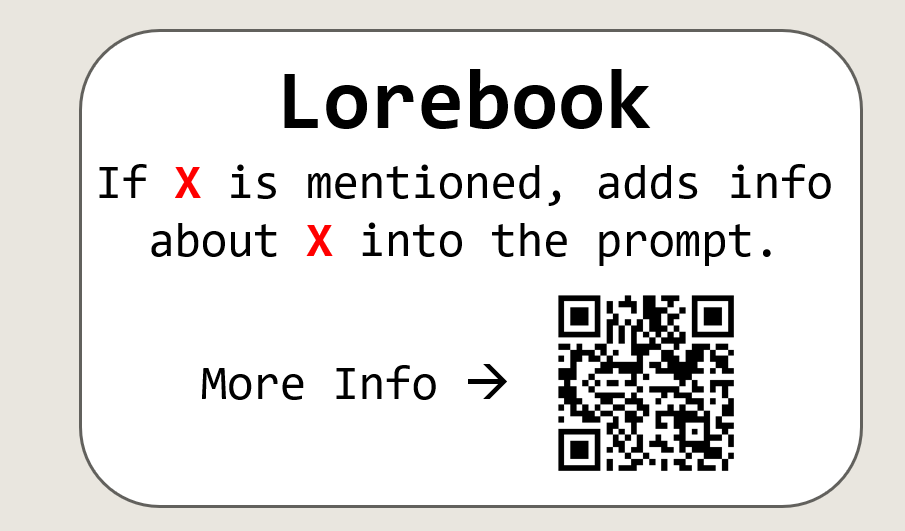 Lorebook
If X is mentioned, adds info
about X into the prompt.
More Info →